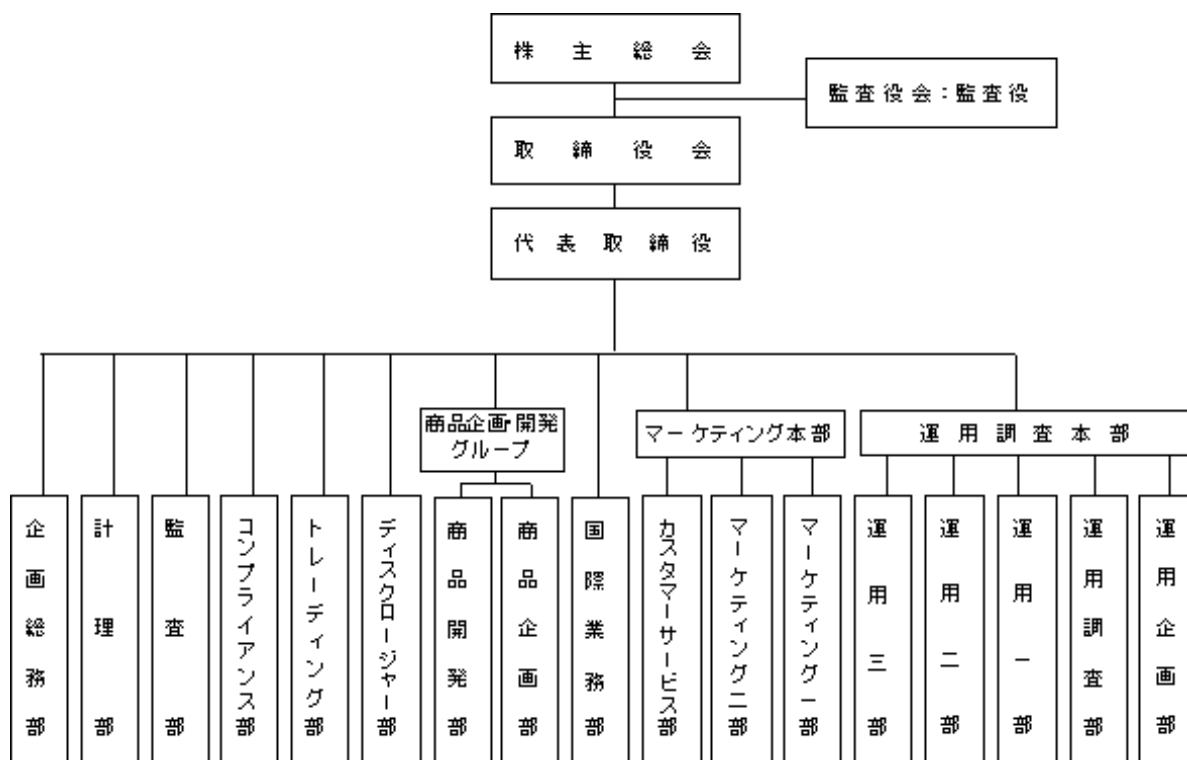 株主総会
監査役会：監査役
取締役会
代表取締役
商品企画・開発
グループ
マーケティング本部
運用調査本部
企画総務部
計理部
監査部
コンプライアンス部
トレーディング部
ディスクロージャー部
商品開発部
商品企画部
国際業務部
カスタマーサービス部
マーケティング二部
マーケティング一部
運用三部
運用二部
運用一部
運用調査部
運用企画部